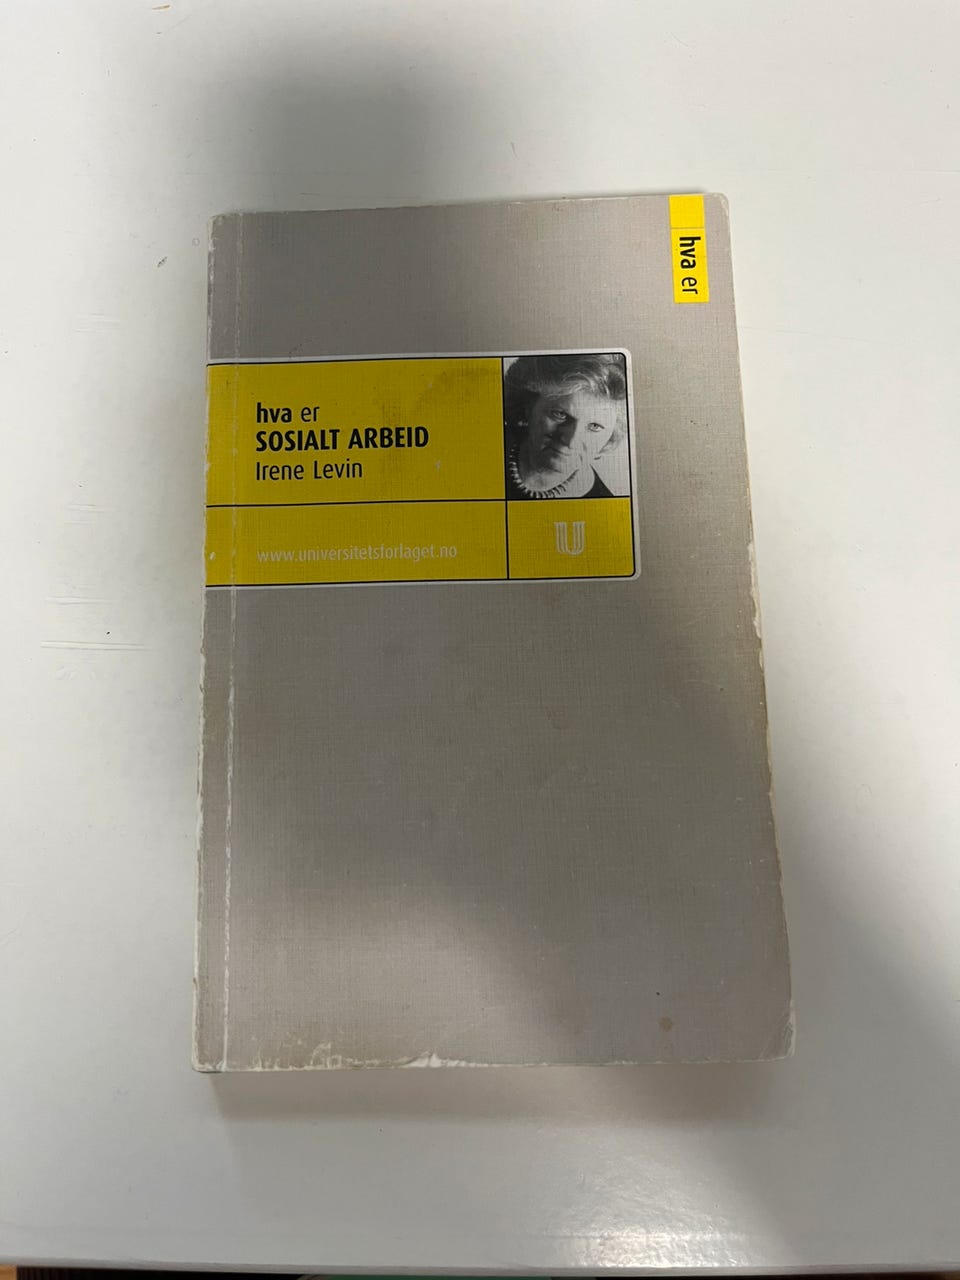 hva er
hva er
SOSIALT ARBEID
Irene Levin
www.universitetsforlaget.no
U